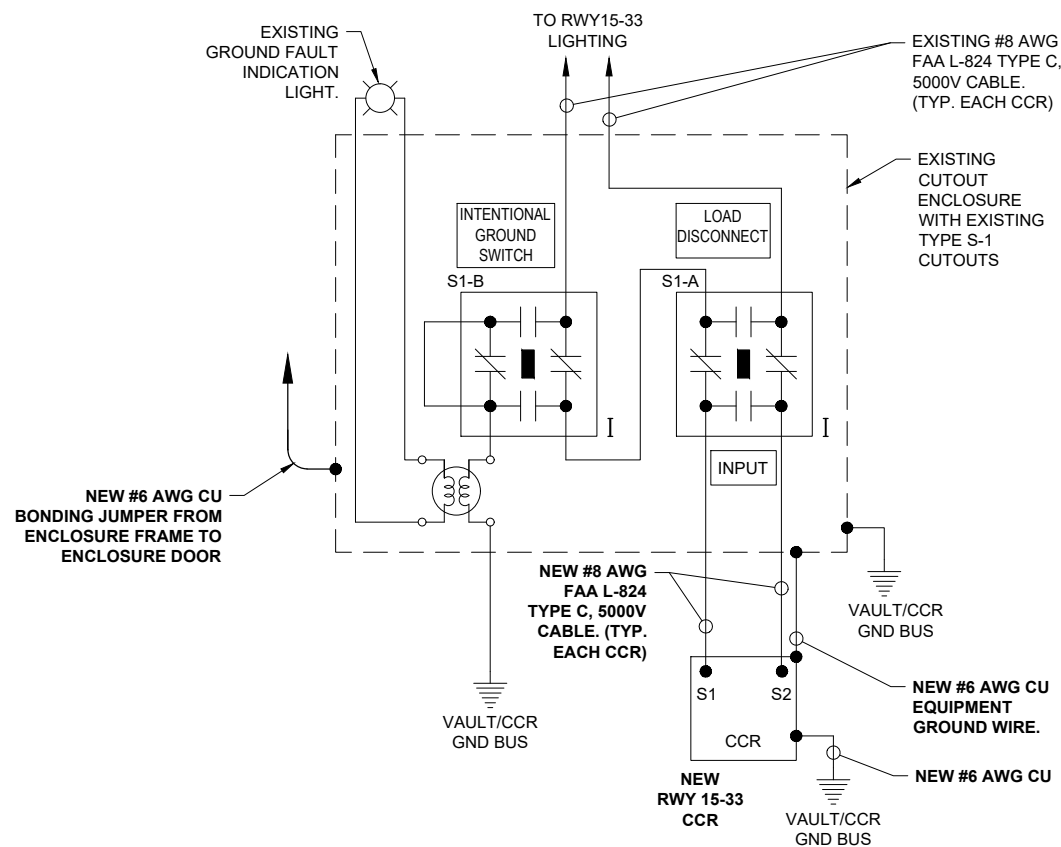 EXISTING
GROUND FAULT
INDICATION
LIGHT.
TO RWY15-33
LIGHTING
EXISTING #8 AWG
FAA L-824 TYPE C,
5000V CABLE.
(TYP. EACH CCR)
EXISTING
CUTOUT
ENCLOSURE
WITH EXISTING
TYPE S-1
CUTOUTS
INTENTIONAL
GROUND
SWITCH
LOAD
DISCONNECT
S1-B
S1-A
I
I
INPUT
NEW #6 AWG CU
BONDING JUMPER FROM
ENCLOSURE FRAME TO
ENCLOSURE DOOR
NEW #8 AWG
FAA L-824
TYPE C, 5000V
CABLE. (TYP.
EACH CCR)
VAULT/CCR
GND BUS
VAULT/CCR
GND BUS
S1
S2
CCR
NEW #6 AWG CU
EQUIPMENT
GROUND WIRE.
NEW #6 AWG CU
NEW
RWY 15-33
CCR
VAULT/CCR
GND BUS